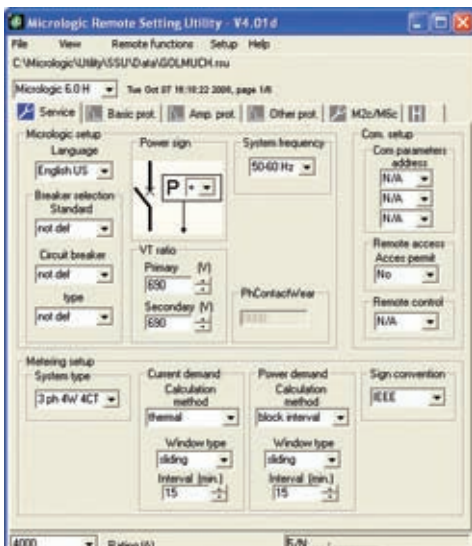 Micrologic Remote Setting Utility - V4.01d
File View Remote functions Setup Help
C:\Micrologic\Utility\SSU\Data\GOLMUCH.rsu
Micrologic 6.0 H Tue Oct 07 16:10:22 2008, page 1/6
Service Basic prot. Amp. prot. Other prot. M2c/M6c
Micrologic setup
Language
English US
Breaker selection
Standard
not def
Circuit breaker
not def
type
not def
Power sign
P +
VT ratio
Primary (V)
690
Secondary (V)
690
System frequency
50-60 Hz
PhContactWear
Com. setup
Com parameters
address
N/A
N/A
N/A
Remote access
Acces permit
No
Remote control
N/A
Metering setup
System type
3 ph 4W 4CT
Current demand
Calculation
method
thermal
Window type
sliding
Interval (min.)
15
Power demand
Calculation
method
block interval
Window type
sliding
Interval (min.)
15
Sign convention
IEEE
4000 Rating (A) S/N